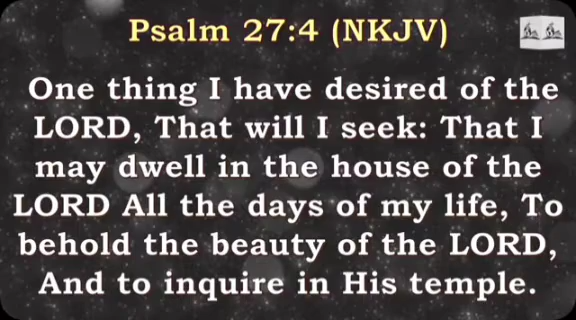 Psalm 27:4 (NKJV)
One thing I have desired of the
LORD, That will I seek: That I
may dwell in the house of the
LORD All the days of my life, To
behold the beauty of the LORD,
And to inquire in His temple.